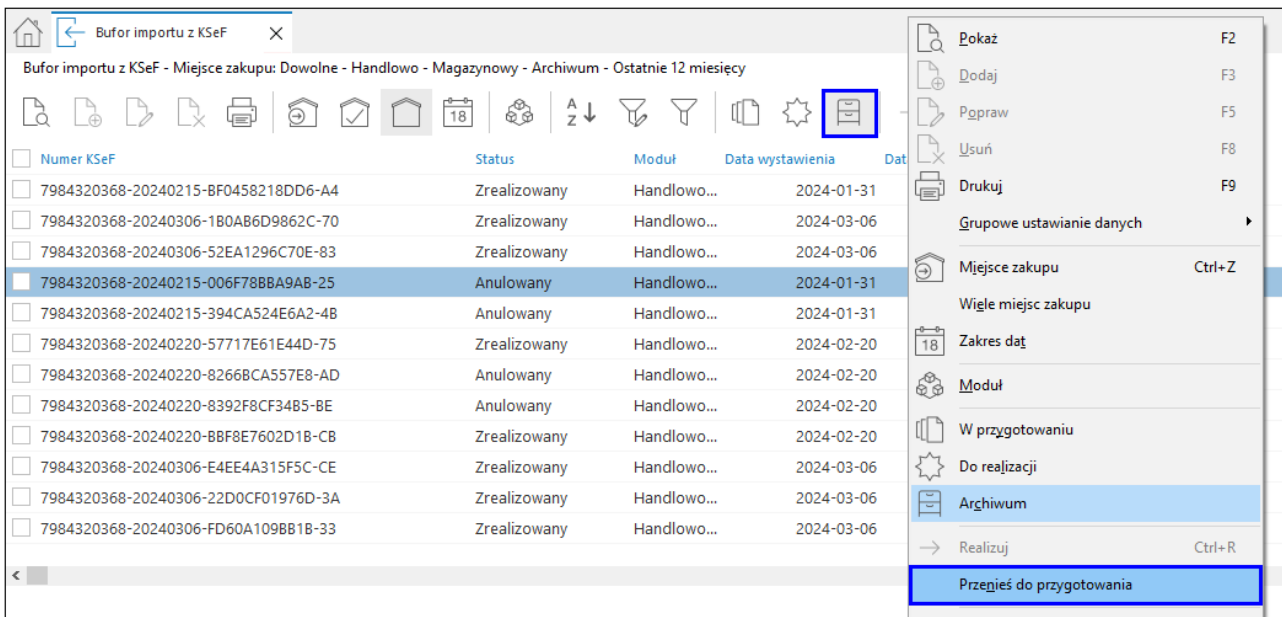 Bufor importu z KSeF
Bufor importu z KSeF - Miejsce zakupu: Dowolne - Handlowo - Magazynowy - Archiwum - Ostatnie 12 miesięcy
18 A Z
Numer KSeF Status Moduł Data wystawienia Dat
7984320368-20240215-BF0458218DD6-A4 Zrealizowany Handlowo... 2024-01-31
7984320368-20240306-1B0AB6D9862C-70 Zrealizowany Handlowo... 2024-03-06
7984320368-20240306-52EA1296C70E-83 Zrealizowany Handlowo... 2024-03-06
7984320368-20240215-006F78BBA9AB-25 Anulowany Handlowo... 2024-01-31
7984320368-20240215-394CA524E6A2-4B Anulowany Handlowo... 2024-01-31
7984320368-20240220-57717E61E44D-75 Zrealizowany Handlowo... 2024-02-20
7984320368-20240220-8266BCA557E8-AD Anulowany Handlowo... 2024-02-20
7984320368-20240220-8392F8CF34B5-BE Anulowany Handlowo... 2024-02-20
7984320368-20240220-BBF8E7602D1B-CB Zrealizowany Handlowo... 2024-02-20
7984320368-20240306-E4EE4A315F5C-CE Zrealizowany Handlowo... 2024-03-06
7984320368-20240306-22D0CF01976D-3A Zrealizowany Handlowo... 2024-03-06
7984320368-20240306-FD60A109BB1B-33 Zrealizowany Handlowo... 2024-03-06
Pokaż F2
Dodaj F3
Popraw F5
Usuń F8
Drukuj F9
Grupowe ustawianie danych
Miejsce zakupu Ctrl+Z
Wiele miejsc zakupu
18 Zakres dat
Moduł
W przygotowaniu
Do realizacji
Archiwum
Realizuj Ctrl+R
Przenieś do przygotowania